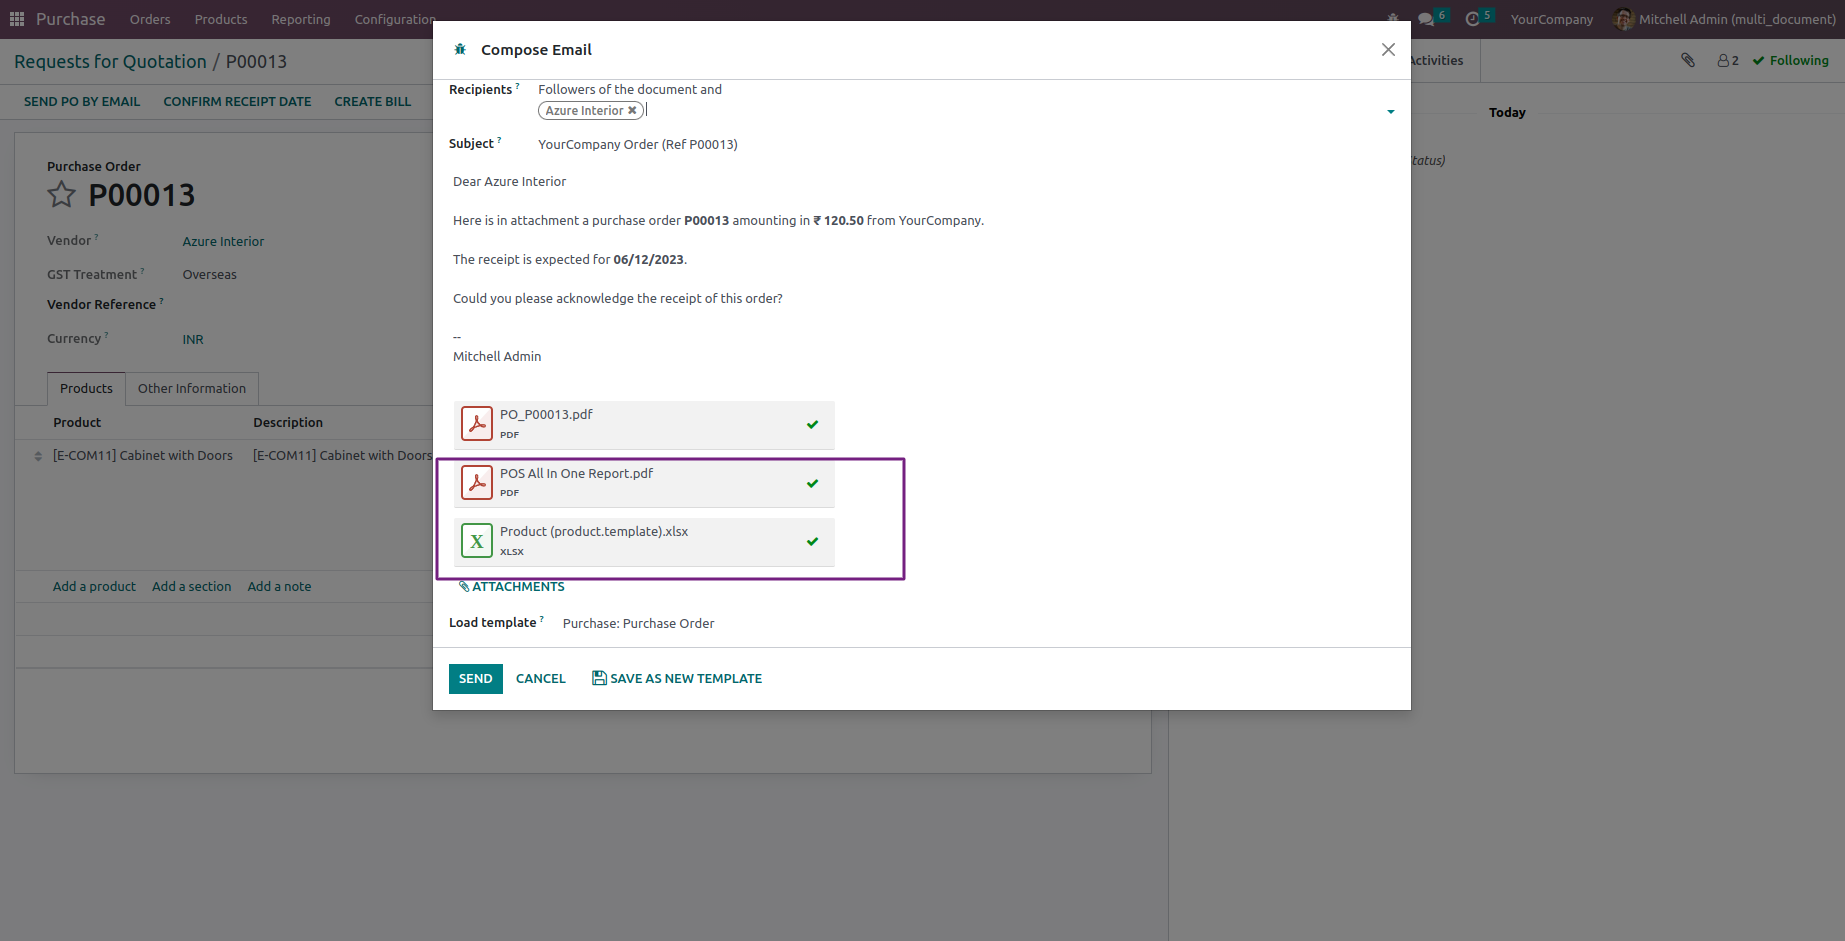 Purchase Orders Products Reporting Configuration 6 5 YourCompany Mitchell Admin (multi_document)
Requests for Quotation / P00013
Activities 2 Following
SEND PO BY EMAIL CONFIRM RECEIPT DATE CREATE BILL
Today
Purchase Order
P00013
Vendor ? Azure Interior
GST Treatment ? Overseas
Vendor Reference ?
Currency ? INR
Products Other Information
Product Description
[E-COM11] Cabinet with Doors [E-COM11] Cabinet with Doors
Add a product Add a section Add a note
Compose Email
Recipients ? Followers of the document and
Azure Interior ✖
Subject ? YourCompany Order (Ref P00013)
Dear Azure Interior
Here is in attachment a purchase order P00013 amounting in ₹ 120.50 from YourCompany.
The receipt is expected for 06/12/2023.
Could you please acknowledge the receipt of this order?
--
Mitchell Admin
PO_P00013.pdf
PDF
POS All In One Report.pdf
PDF
X
Product (product.template).xlsx
XLSX
ATTACHMENTS
Load template ? Purchase: Purchase Order
SEND CANCEL SAVE AS NEW TEMPLATE